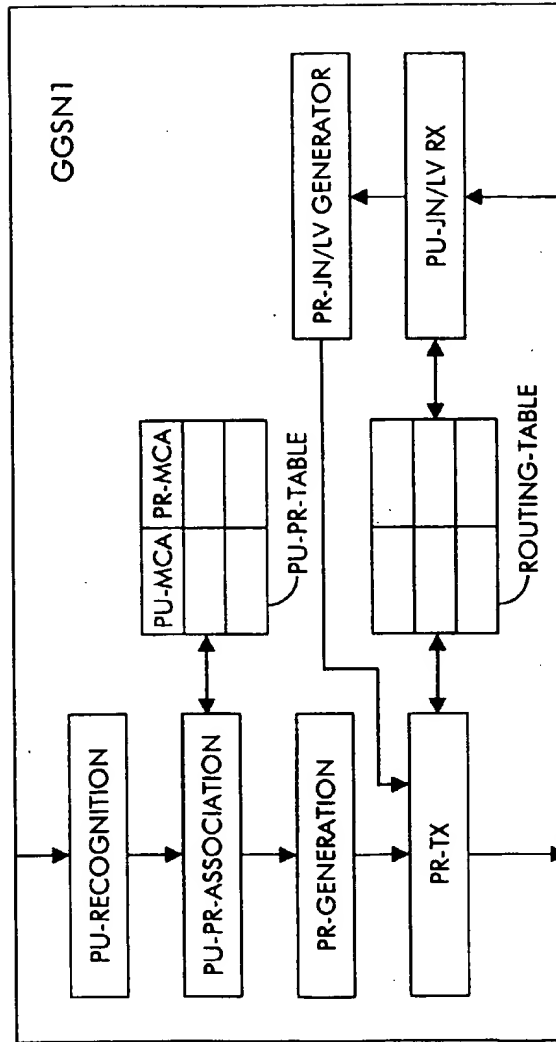 GGSN1
PU-RECOGNITION
PU-PR-ASSOCIATION
PR-GENERATION
PR-TX
PU-MCA PR-MCA
PU-PR-TABLE
ROUTING-TABLE
PR-JN/LV GENERATOR
PU-JN/LV RX